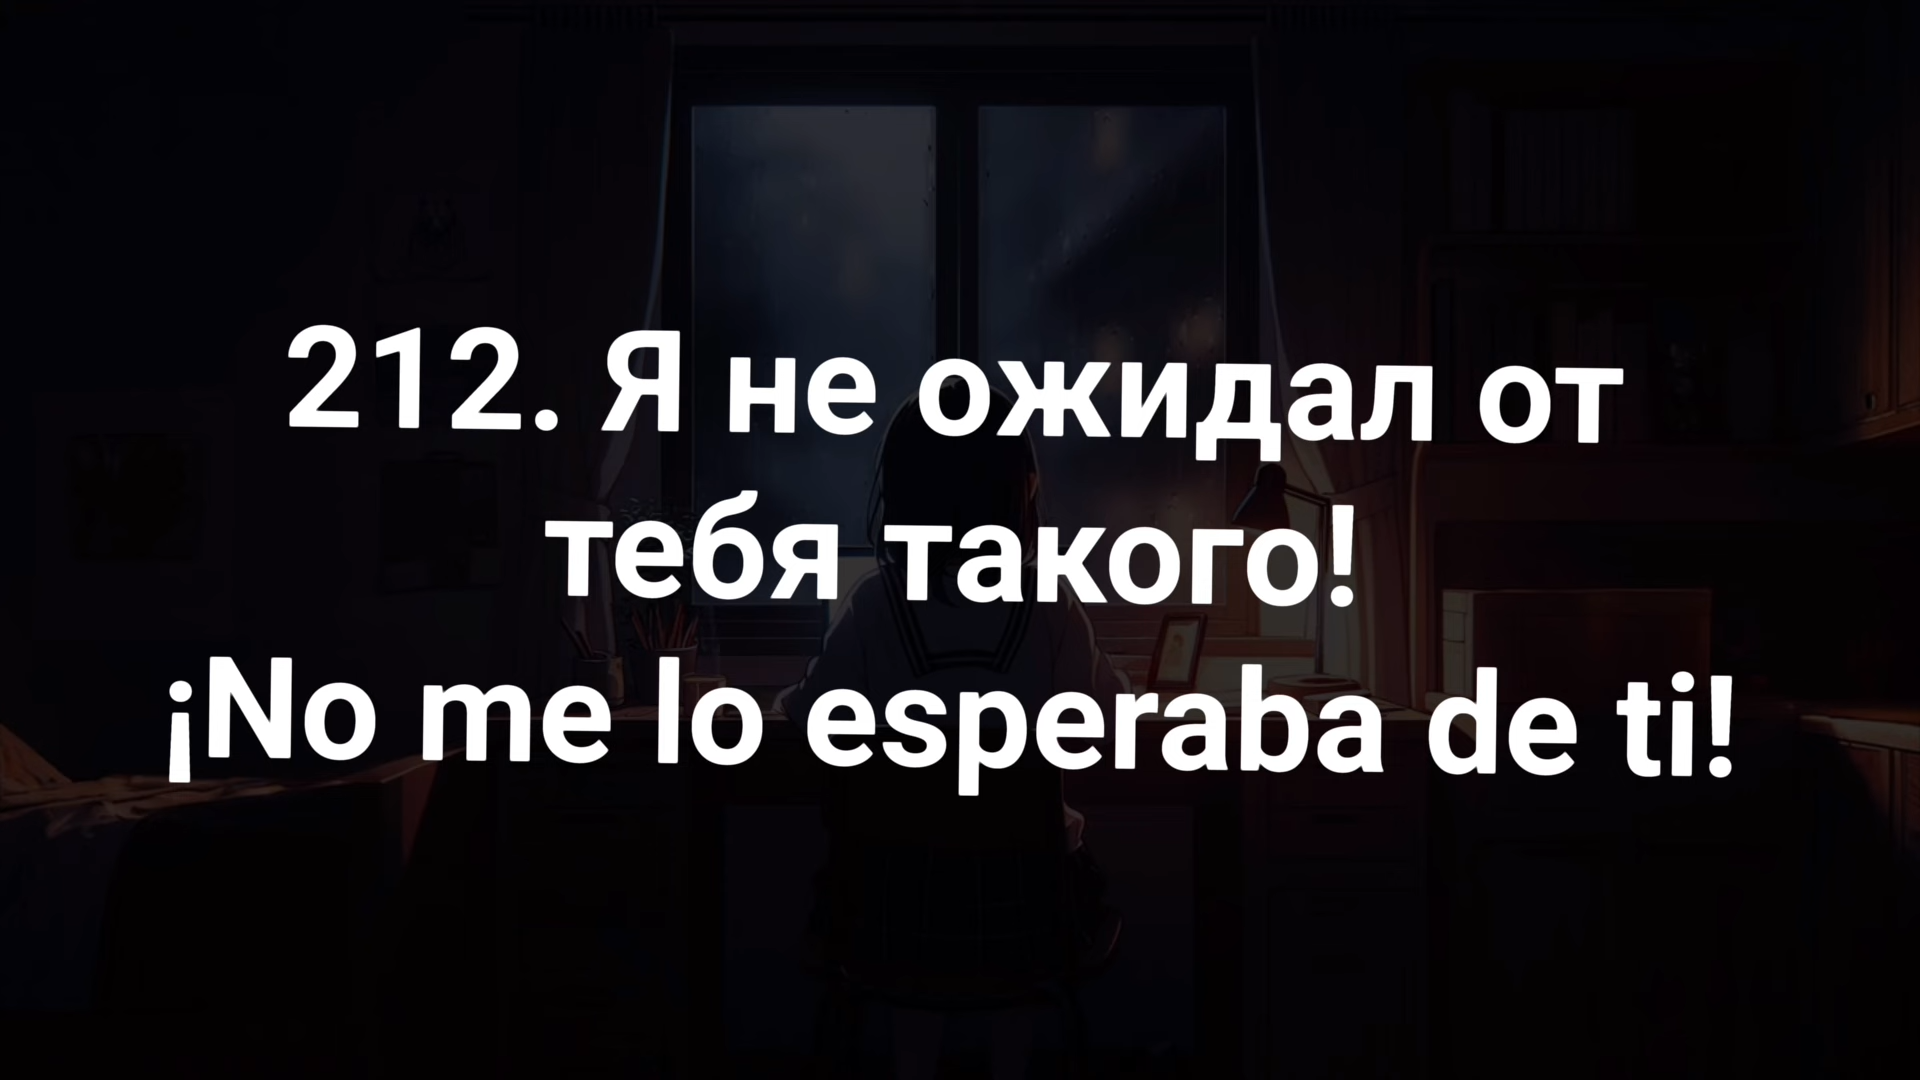 212. Я не ожидал от
тебя такого!
¡No me lo esperaba de ti!